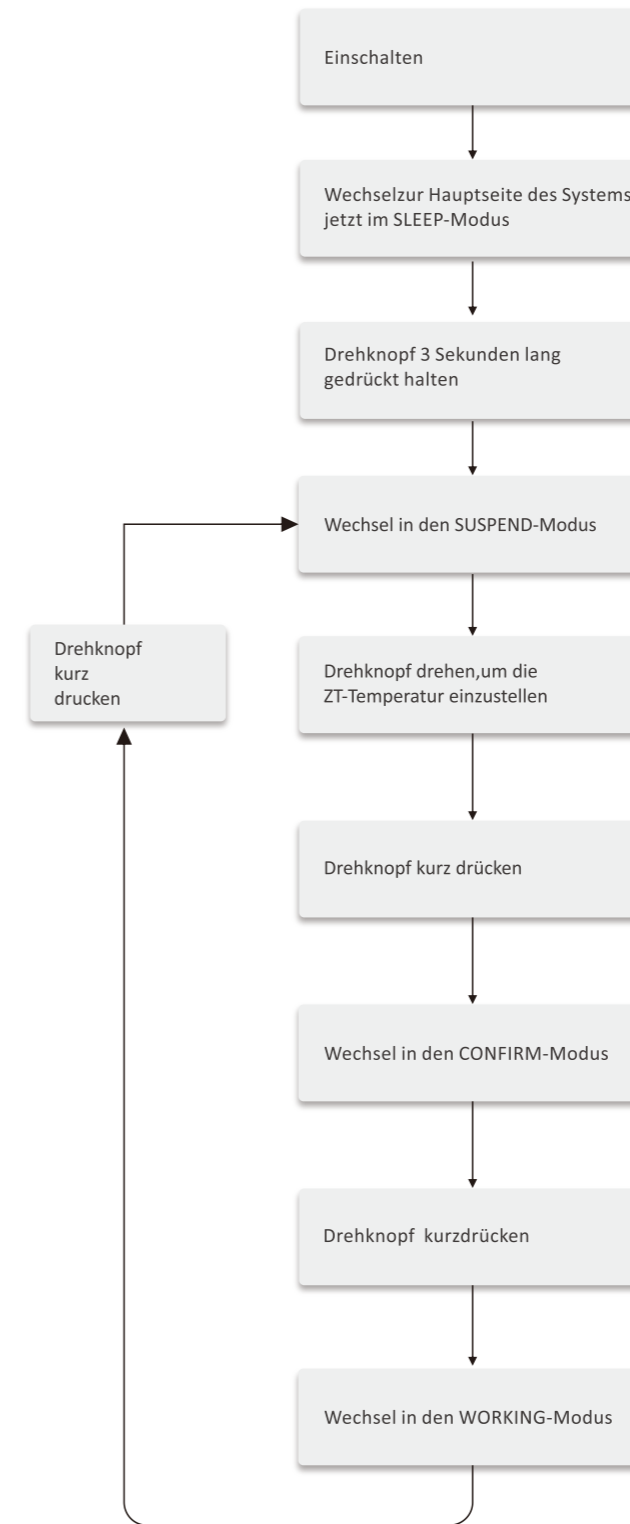 Einschalten
Wechselzur Hauptseite des Systems
jetzt im SLEEP-Modus
Drehknopf 3 Sekunden lang
gedrückt halten
Wechsel in den SUSPEND-Modus
Drehknopf
kurz
drucken
Drehknopf drehen,um die
ZT-Temperatur einzustellen
Drehknopf kurz drücken
Wechsel in den CONFIRM-Modus
Drehknopf kurzdrücken
Wechsel in den WORKING-Modus